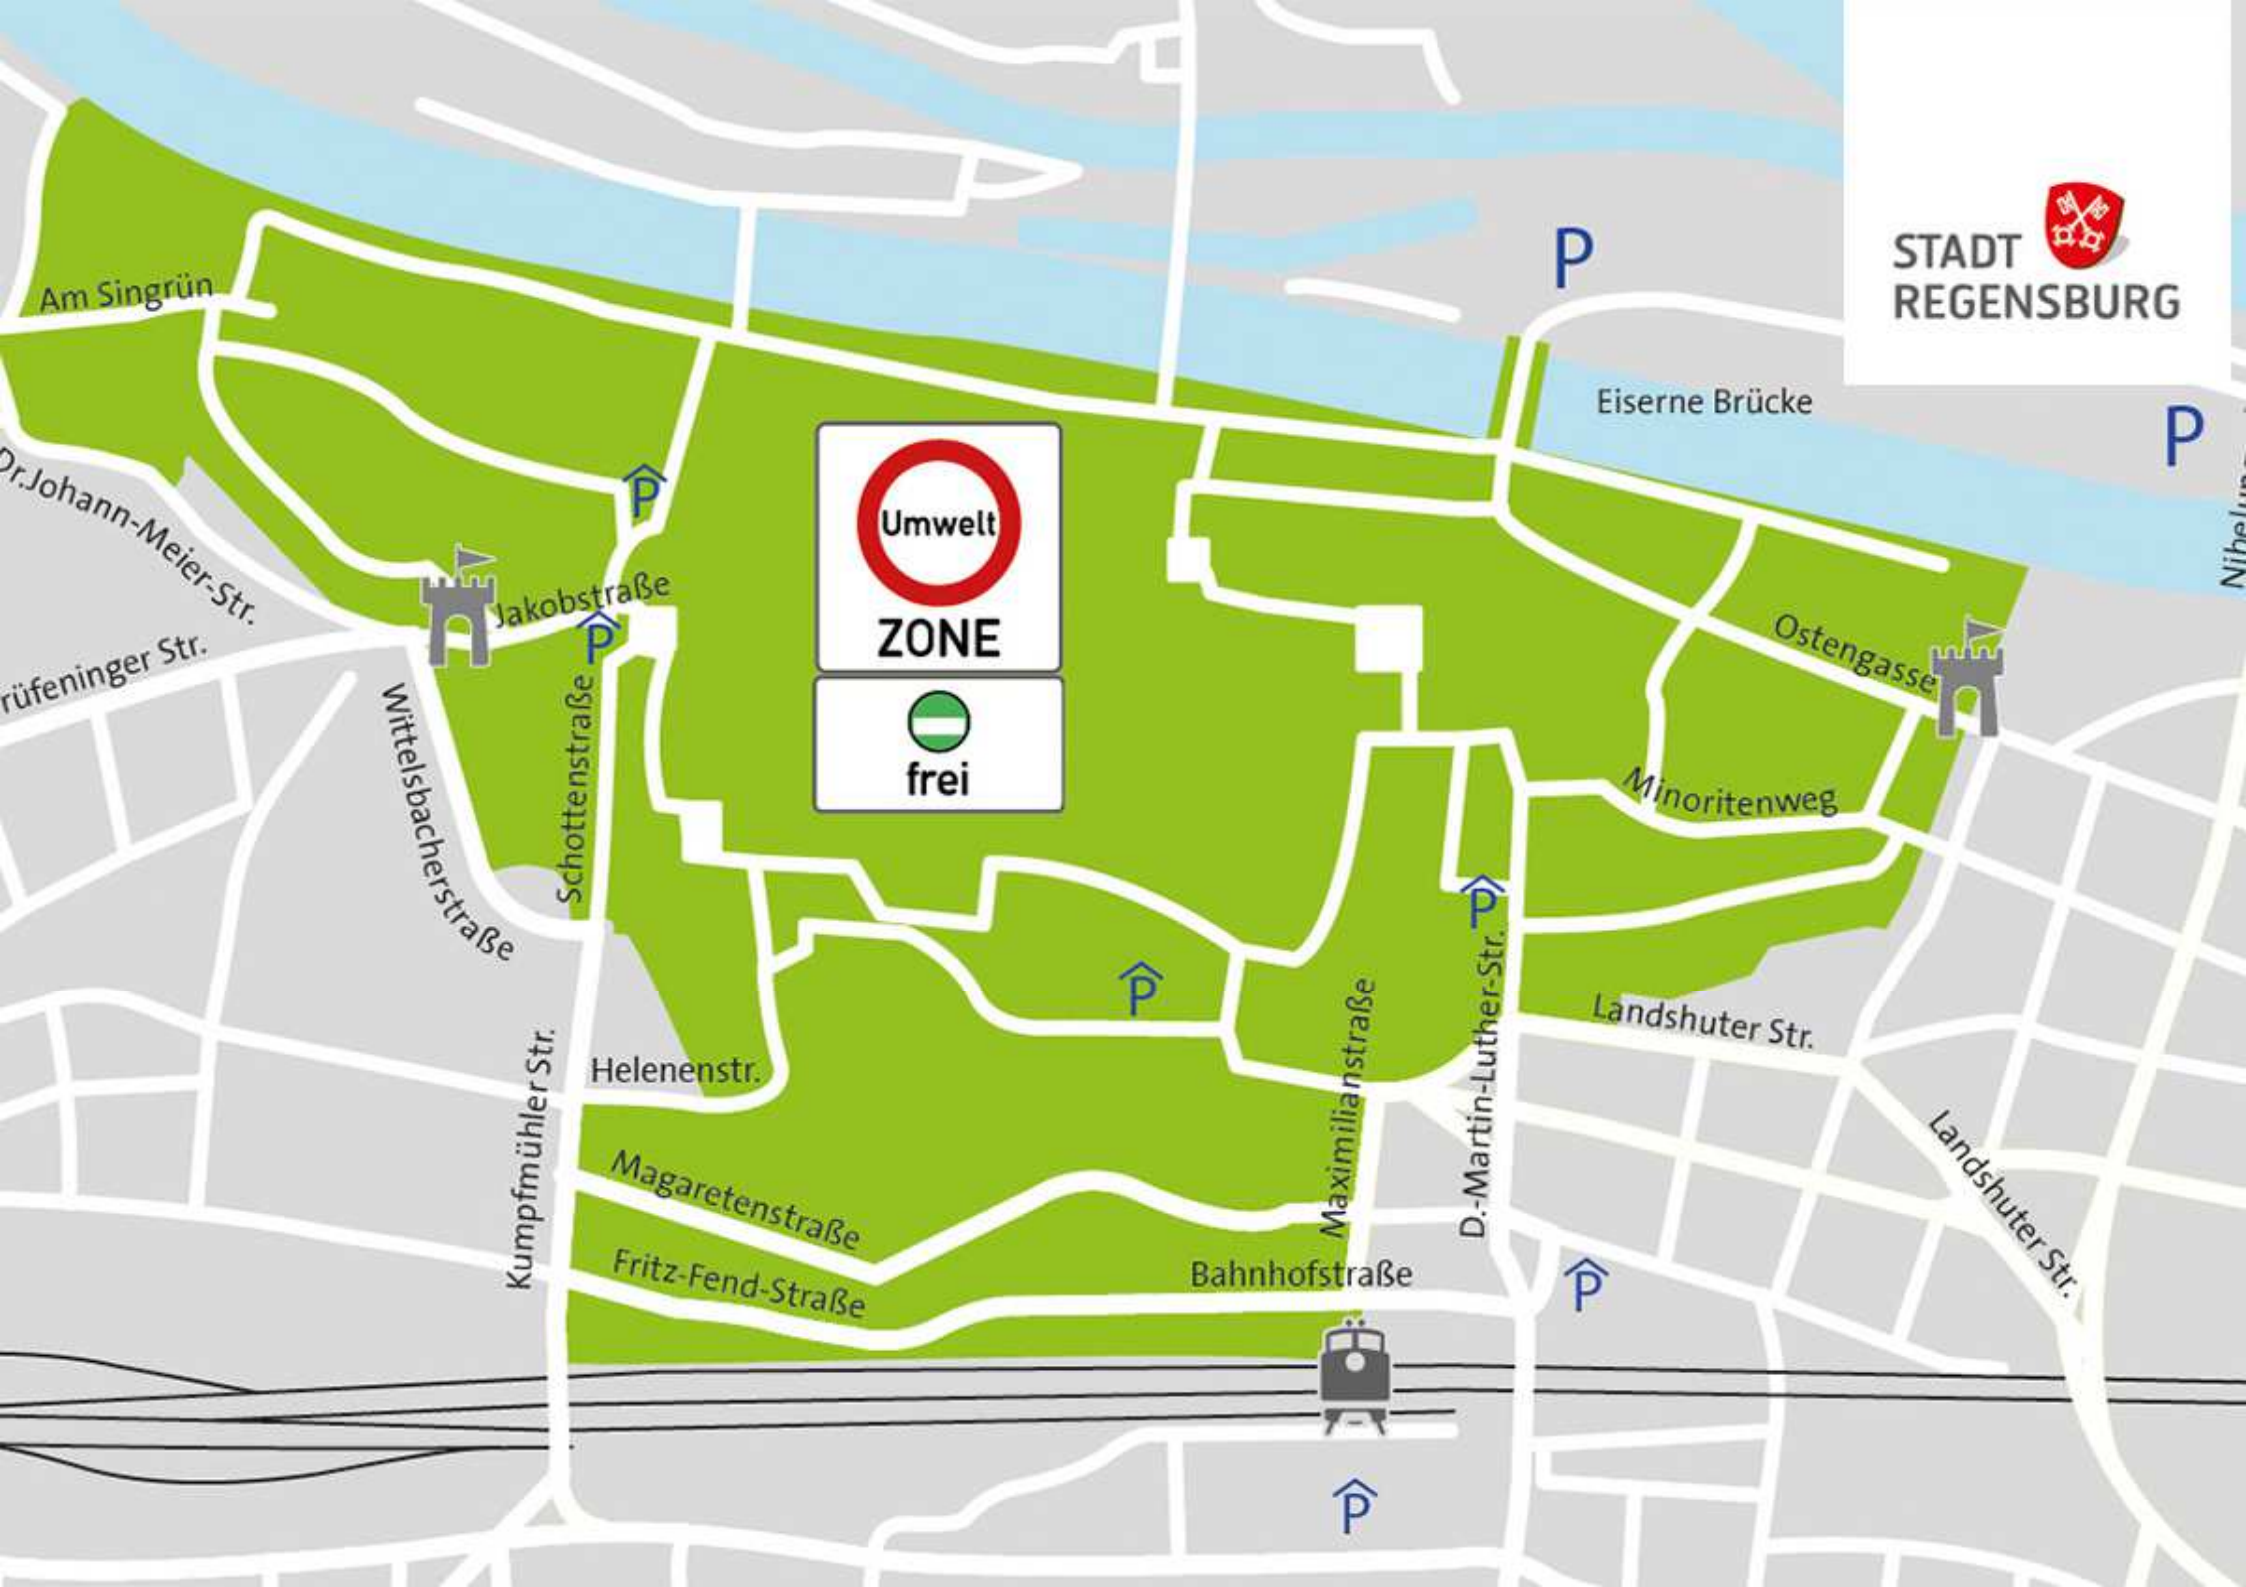 P
STADT
REGENSBURG
Am Singrün
Eiserne Brücke
P
Dr.Johann-Meier-Str.
P
Umwelt
ZONE
frei
Jakobstraße
P
rüfeninger Str.
Ostengasse
Wittelsbacherstraße
Schottenstraße
Minoritenweg
P
P
Landshuter Str.
Helenenstr.
Kumpfmühler Str.
Maximilianstraße
D.-Martin-Luther-Str.
Landshuter Str.
Magaretenstraße
Fritz-Fend-Straße
Bahnhofstraße
P
P